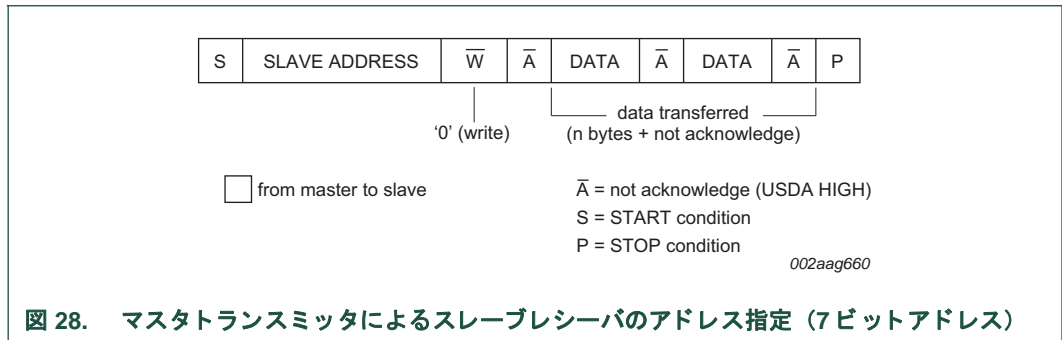 S SLAVE ADDRESS W̅ A̅ DATA A̅ DATA A̅ P
'0' (write)
data transferred
(n bytes + not acknowledge)
from master to slave
A̅ = not acknowledge (USDA HIGH)
S = START condition
P = STOP condition
002aag660
図 28. マスタトランスミッタによるスレーブレシーバのアドレス指定（7 ビットアドレス）